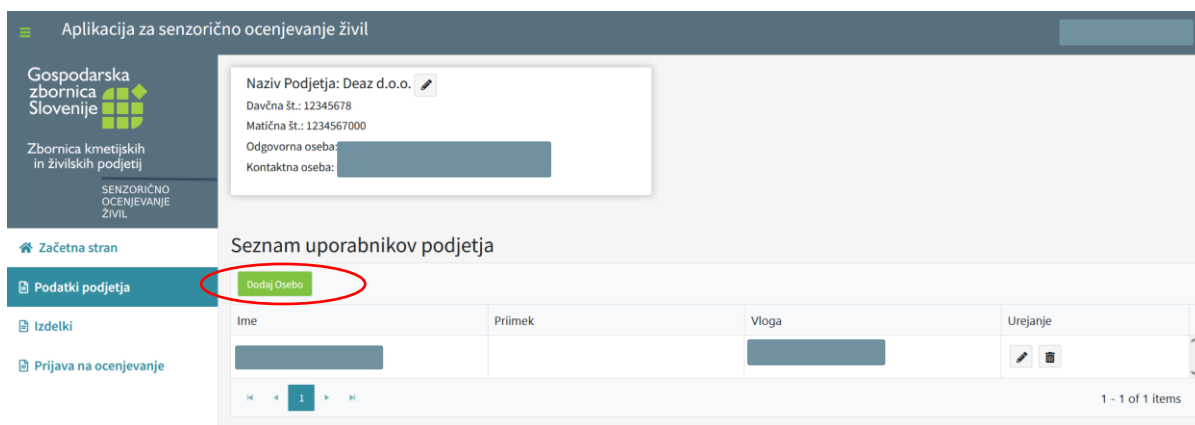 Aplikacija za senzorično ocenjevanje živil
Gospodarska
zbornica
Slovenije
Zbornica kmetijskih
in živilskih podjetij
SENZORIČNO
OCENJEVANJE
ŽIVIL
Začetna stran
Podatki podjetja
Izdelki
Prijava na ocenjevanje
Naziv Podjetja: Deaz d.o.o.
Davčna št.: 12345678
Matična št.: 1234567000
Odgovorna oseba:
Kontaktna oseba:
Seznam uporabnikov podjetja
Dodaj Osebo
Ime Priimek Vloga Urejanje
1
1 - 1 of 1 items